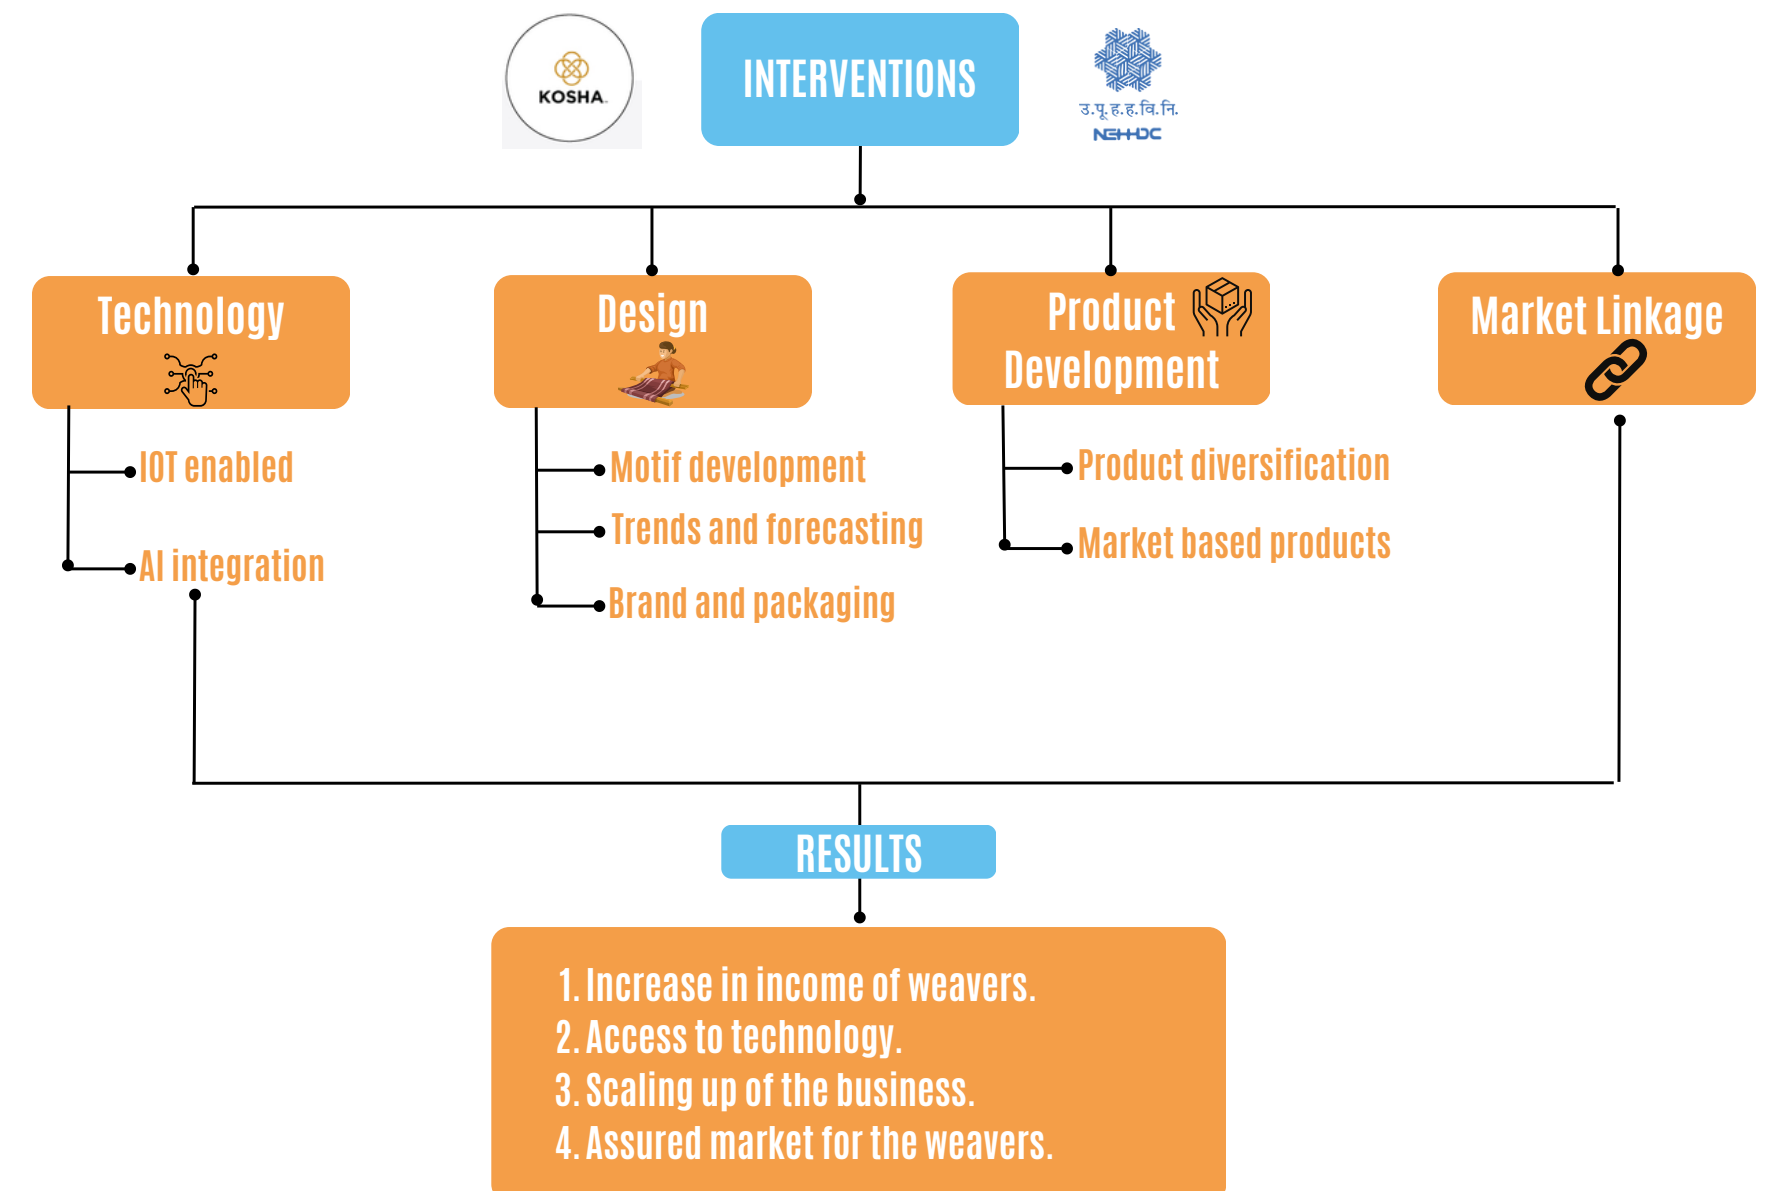 KOSHA
INTERVENTIONS
उ.पू.ह.ह.वि.नि.
NEHHDC
Technology
Design
Product
Development
Market Linkage
IOT enabled
AI integration
Motif development
Trends and forecasting
Brand and packaging
Product diversification
Market based products
RESULTS
1. Increase in income of weavers.
2. Access to technology.
3. Scaling up of the business.
4. Assured market for the weavers.